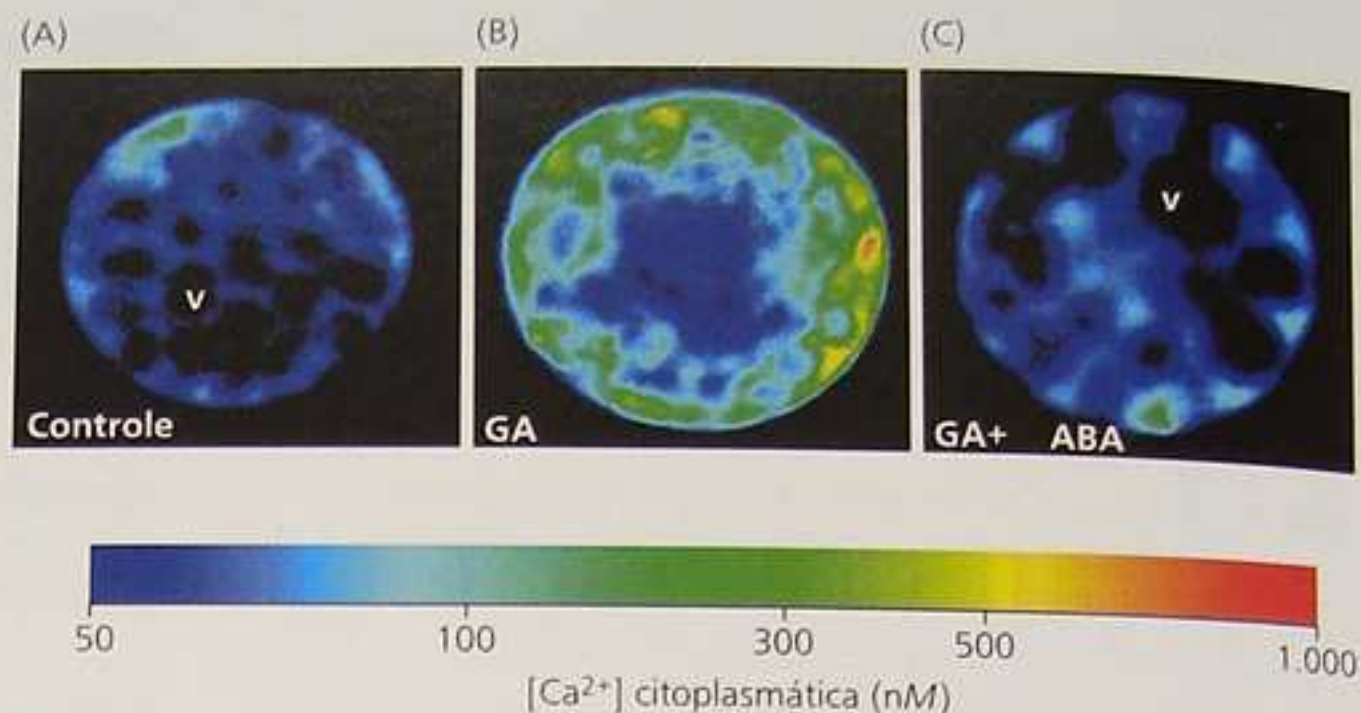 (A) (B) (C)
v v
Controle GA GA+ ABA
50 100 300 500 1.000
[Ca²⁺] citoplasmática (nM)